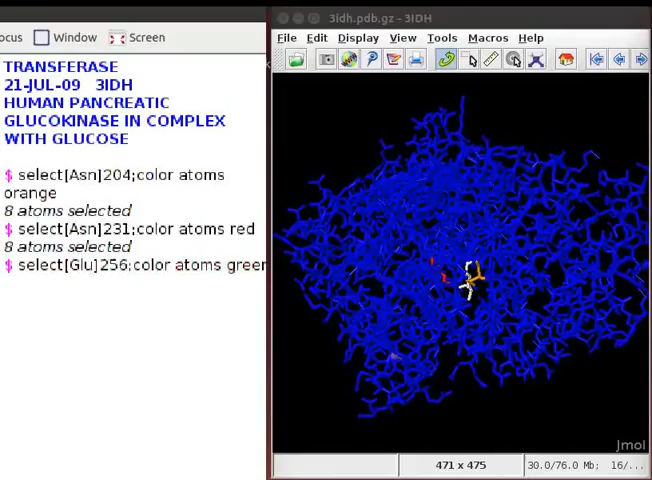 ocus Window Screen
TRANSFERASE
21-JUL-09 3IDH
HUMAN PANCREATIC
GLUCOKINASE IN COMPLEX
WITH GLUCOSE
$ select[Asn]204;color atoms
orange
8 atoms selected
$ select[Asn]231;color atoms red
8 atoms selected
$ select[Glu]256;color atoms green
3idh.pdb.gz - 3IDH
File Edit Display View Tools Macros Help
Jmol
471 x 475
30.0/76.0 Mb; 16/...